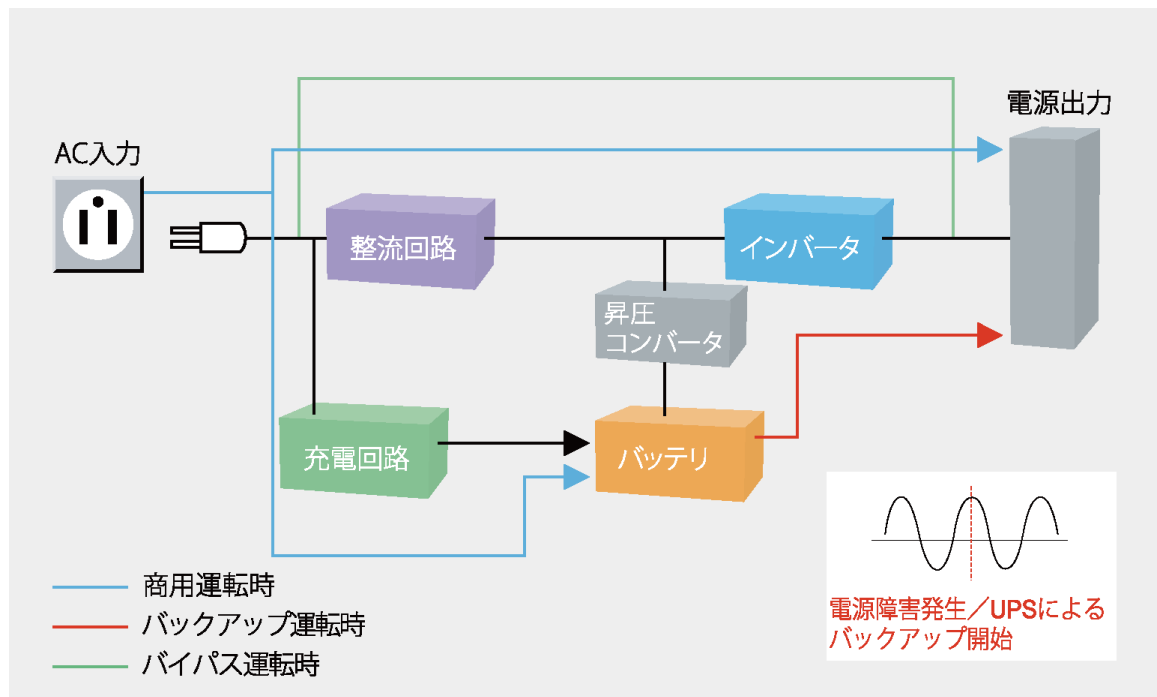 電源出力
AC入力
整流回路
インバータ
昇圧
コンバータ
充電回路
バッテリ
商用運転時
バックアップ運転時
バイパス運転時
電源障害発生／UPSによる
バックアップ開始